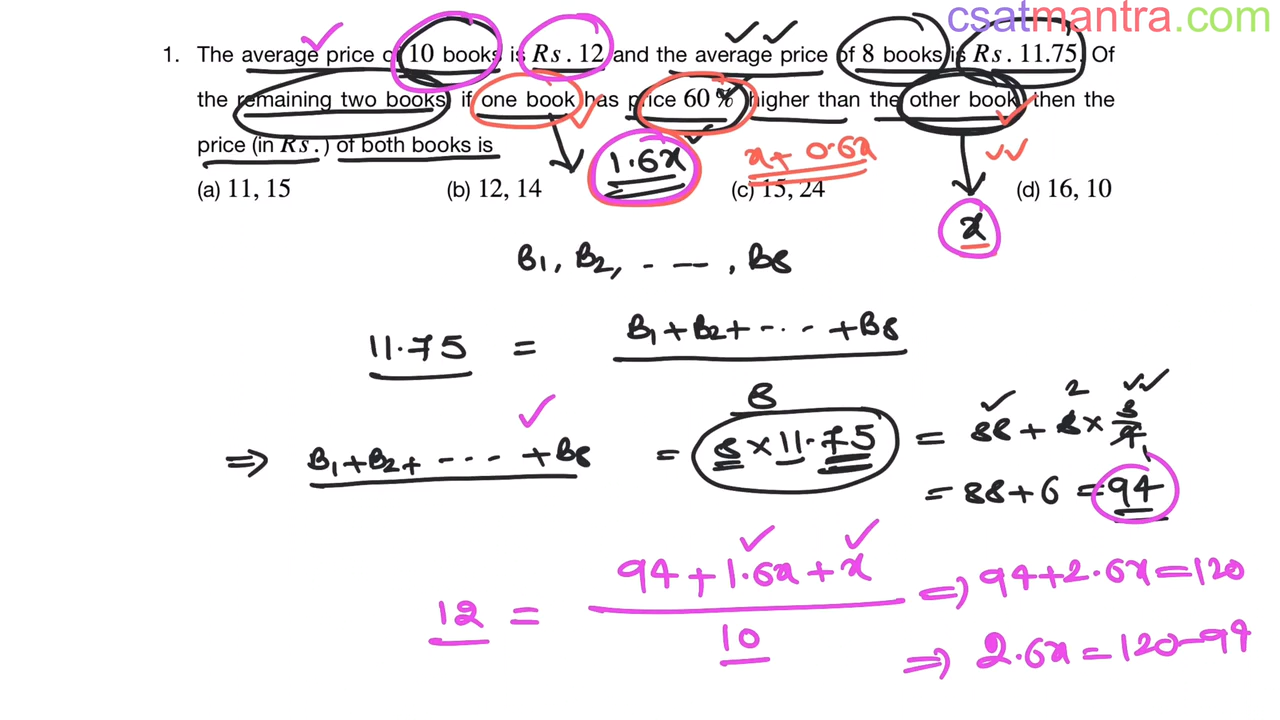 csatmantra.com
1. The average price of 10 books is Rs. 12 and the average price of 8 books is Rs. 11.75. Of
the remaining two books, if one book has price 60% higher than the other book, then the
price (in Rs.) of both books is
1.6x x + 0.6x
(a) 11, 15 (b) 12, 14 (c) 15, 24 (d) 16, 10
x
B1, B2, . -- -, B8
11.75 = B1+B2+ - . . +B8
8
⇒ B1+B2+ - - - - +B8 = 8 × 11.75 = 88 + 8 × 3/4 2 1
= 88 + 6 = 94
12 = 94 + 1.6x + x ⇒ 94+2.6x=120
10
⇒ 2.6x = 120-94